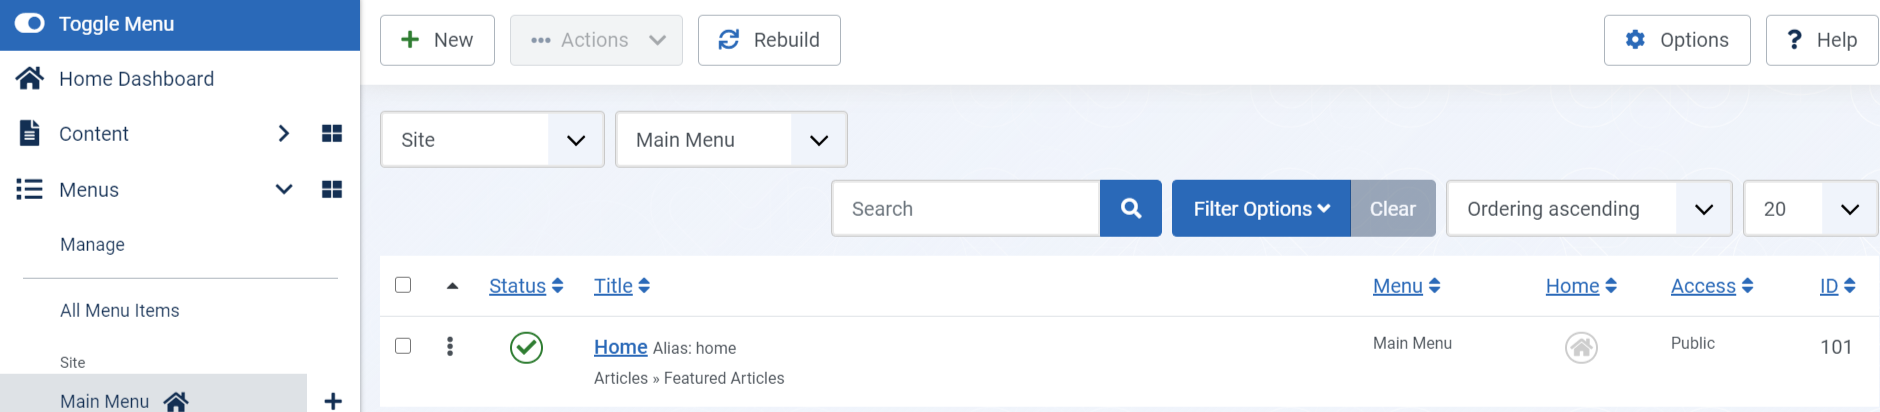 Toggle Menu
Home Dashboard
Content
Menus
Manage
All Menu Items
Site
Main Menu
New
Actions
Rebuild
Options
Help
Site
Main Menu
Search
Filter Options
Clear
Ordering ascending
20
Status Title Menu Home Access ID
Home Alias: home Main Menu Public 101
Articles » Featured Articles